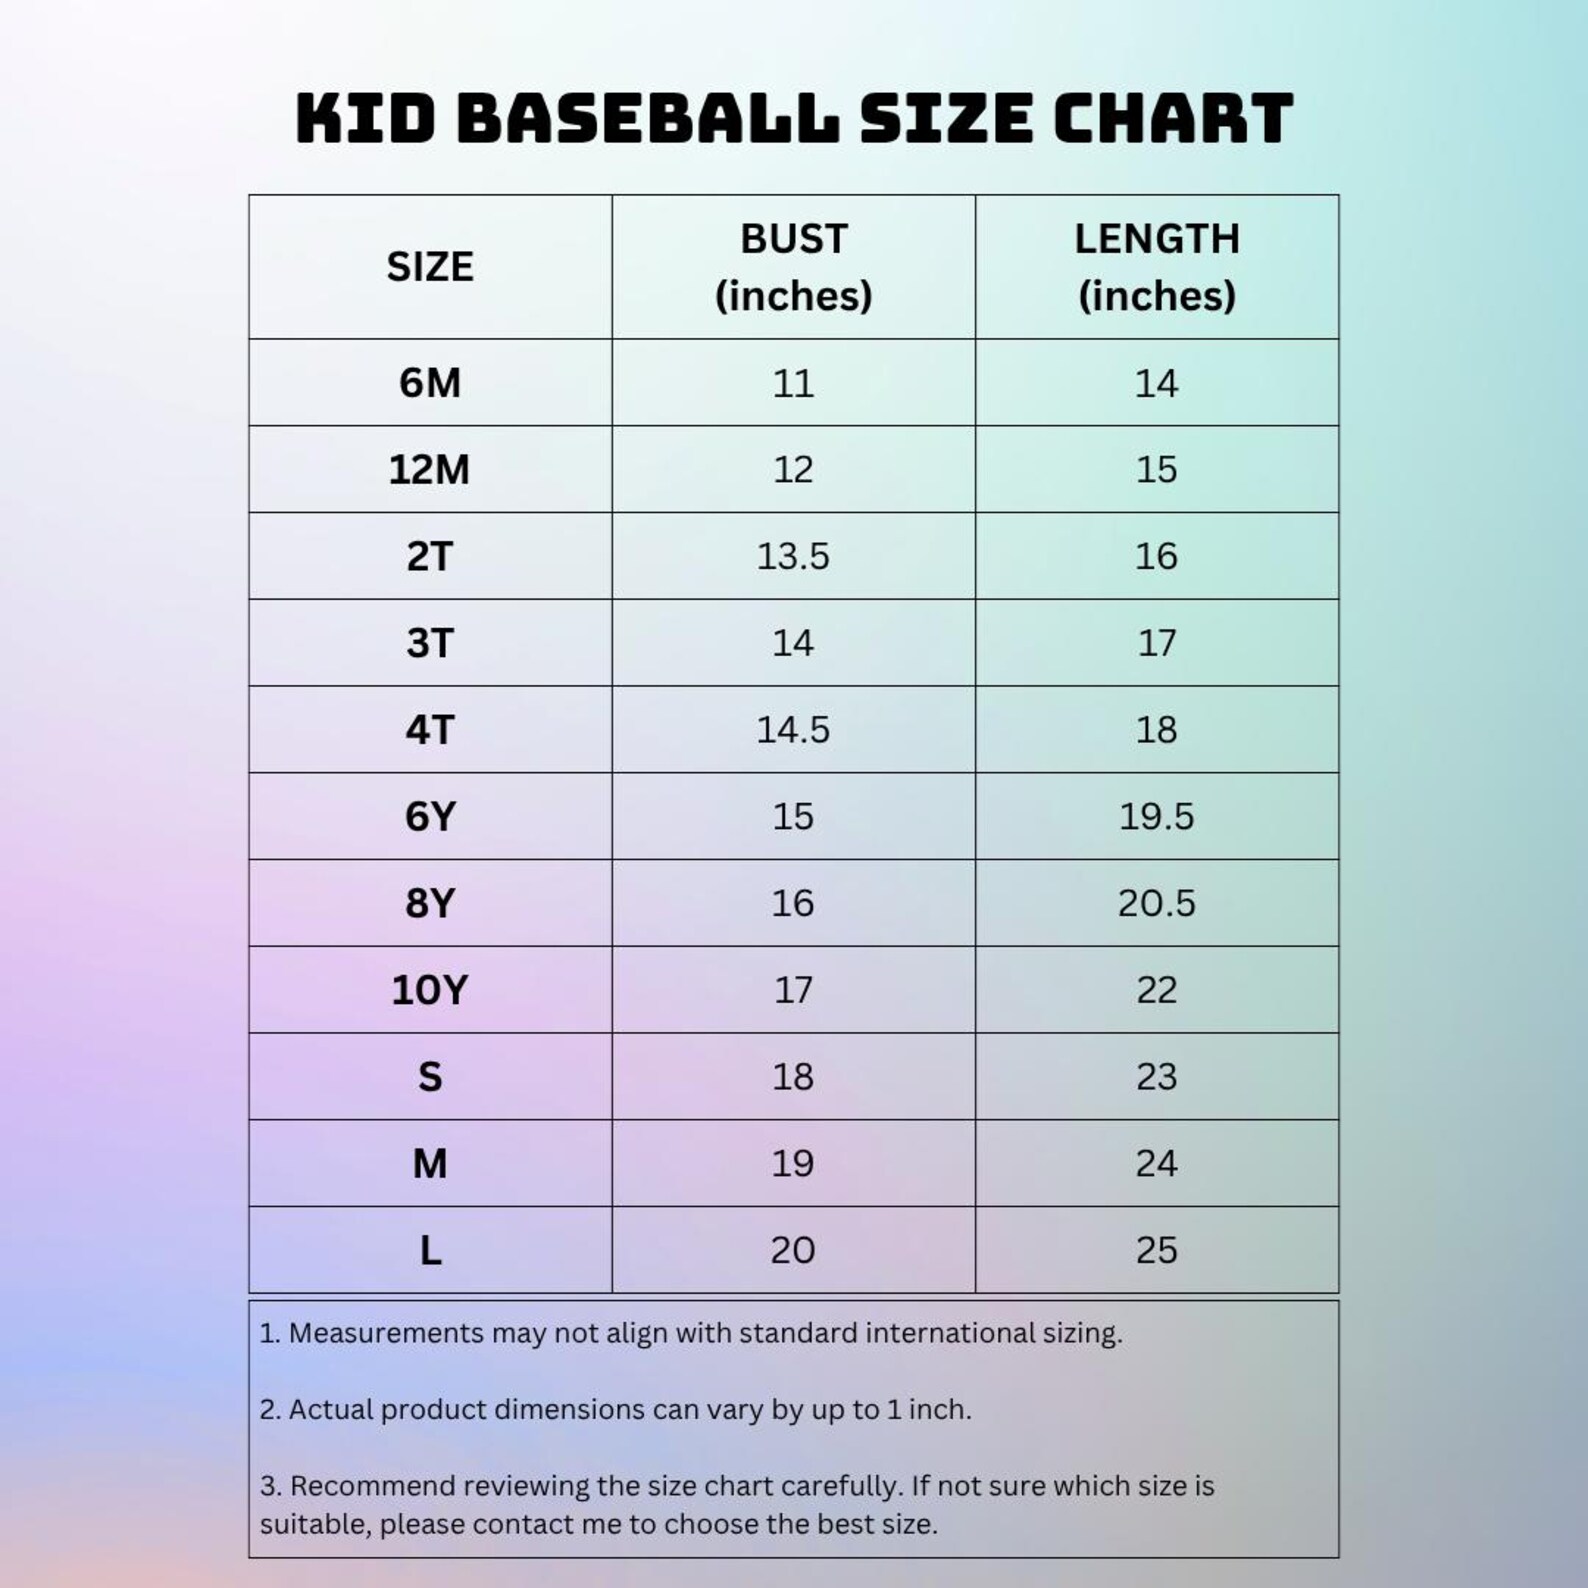 KID BASEBALL SIZE CHART
SIZE BUST (inches) LENGTH (inches)
6M 11 14
12M 12 15
2T 13.5 16
3T 14 17
4T 14.5 18
6Y 15 19.5
8Y 16 20.5
10Y 17 22
S 18 23
M 19 24
L 20 25
1. Measurements may not align with standard international sizing.
2. Actual product dimensions can vary by up to 1 inch.
3. Recommend reviewing the size chart carefully. If not sure which size is
suitable, please contact me to choose the best size.